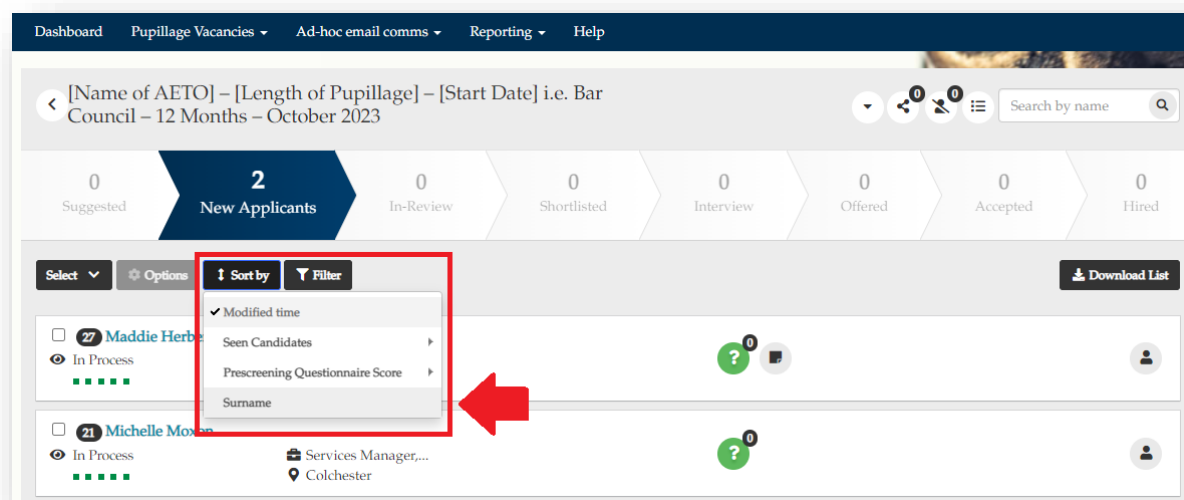 Dashboard Pupillage Vacancies Ad-hoc email comms Reporting Help
[Name of AETO] – [Length of Pupillage] – [Start Date] i.e. Bar
Council – 12 Months – October 2023
0 0 Search by name
0 2 0 0 0 0 0 0
Suggested New Applicants In-Review Shortlisted Interview Offered Accepted Hired
Select Options Sort by Filter Download List
Modified time
Seen Candidates
Prescreening Questionnaire Score
Surname
27 Maddie
In Process
? 0
21 Michelle Moxon
In Process
Services Manager,...
Colchester
? 0